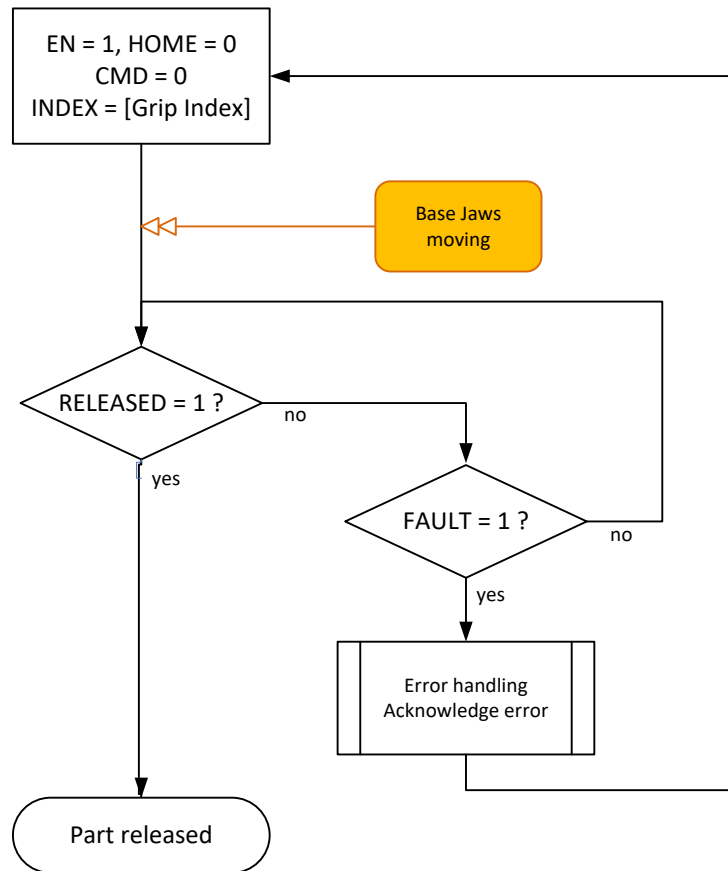 EN = 1, HOME = 0
CMD = 0
INDEX = [Grip Index]
Base Jaws
moving
RELEASED = 1 ?
no
yes
FAULT = 1 ?
no
yes
Error handling
Acknowledge error
Part released